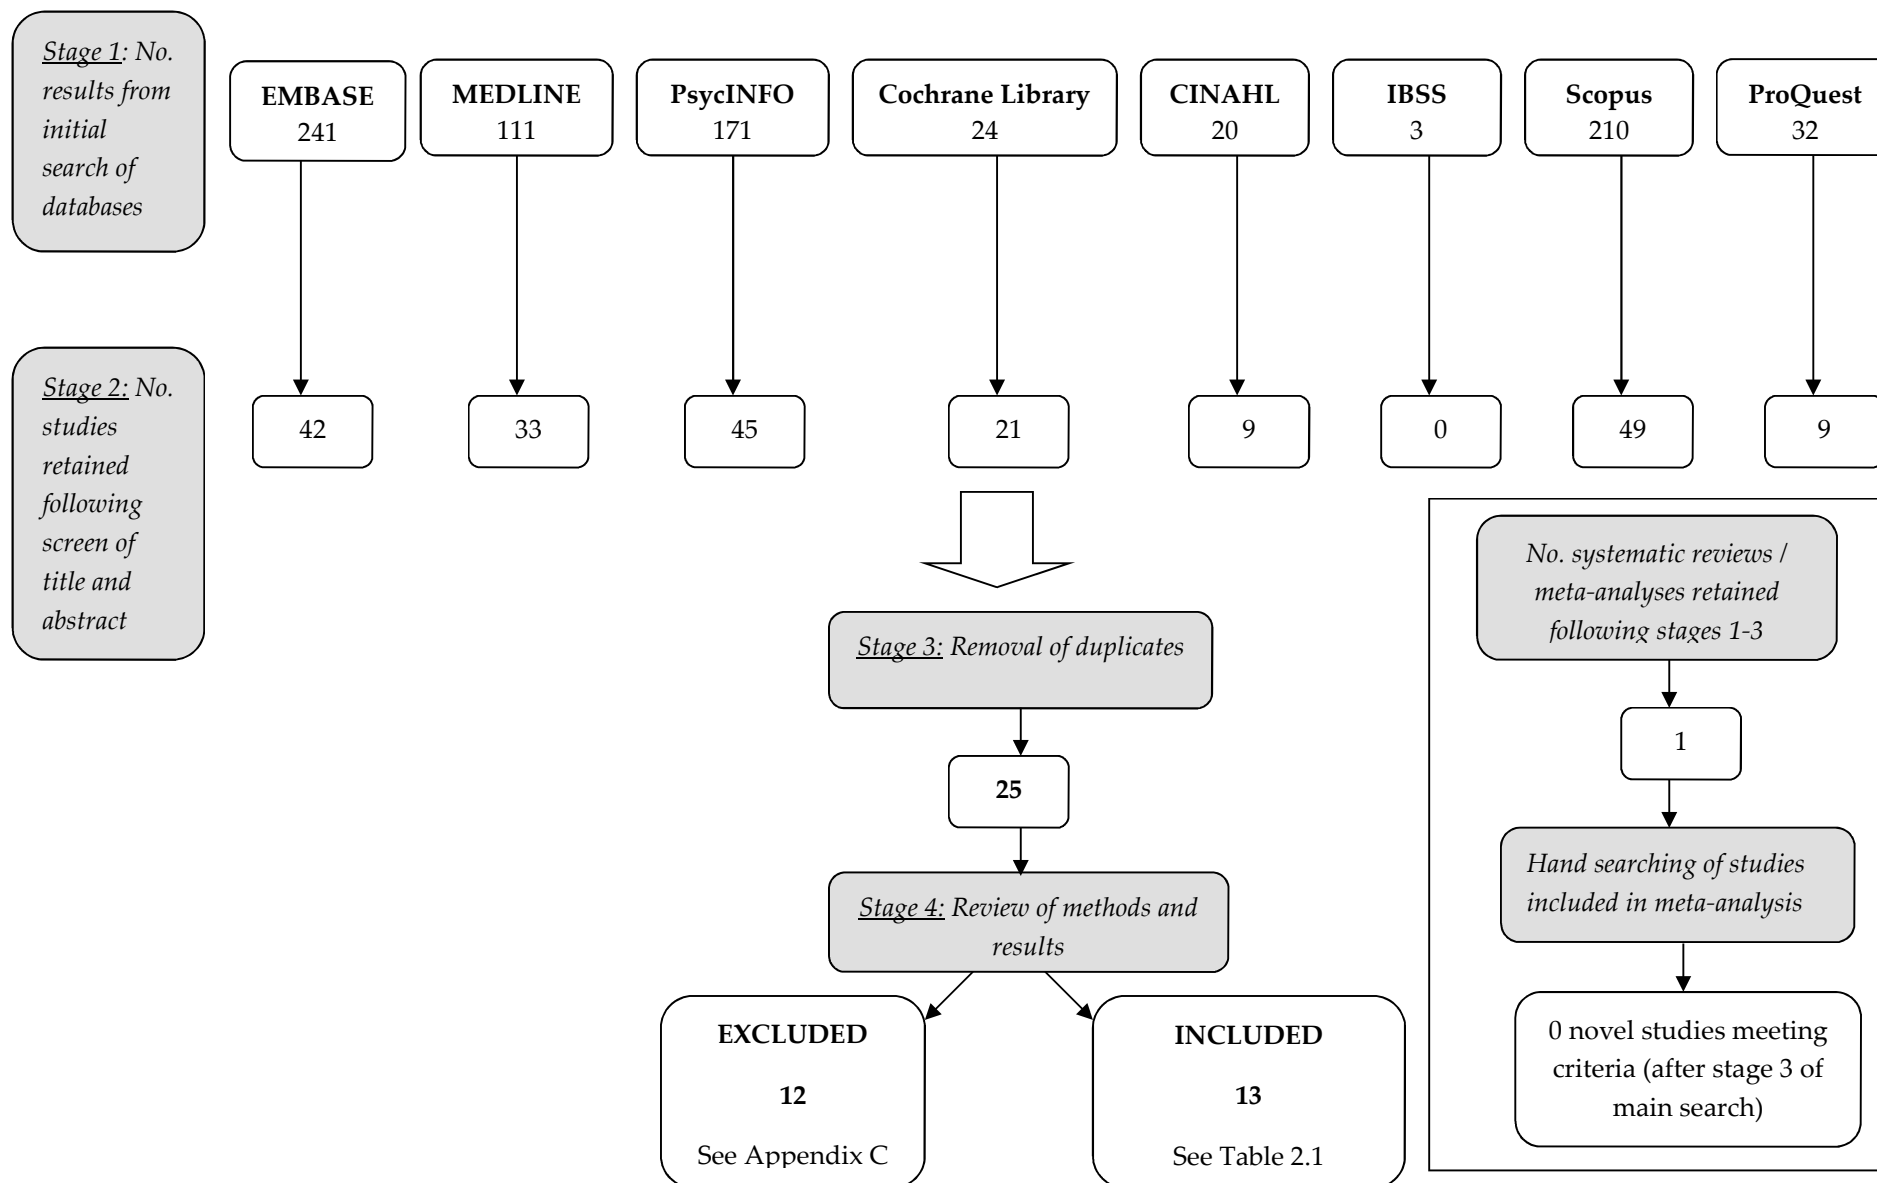 Stage 1: No.
results from
initial
search of
databases
EMBASE
241
MEDLINE
111
PsycINFO
171
Cochrane Library
24
CINAHL
20
IBSS
3
Scopus
210
ProQuest
32
Stage 2: No.
studies
retained
following
screen of
title and
abstract
42
33
45
21
9
0
49
9
Stage 3: Removal of duplicates
25
Stage 4: Review of methods and
results
EXCLUDED
12
See Appendix C
INCLUDED
13
See Table 2.1
No. systematic reviews /
meta-analyses retained
following stages 1-3
1
Hand searching of studies
included in meta-analysis
0 novel studies meeting
criteria (after stage 3 of
main search)